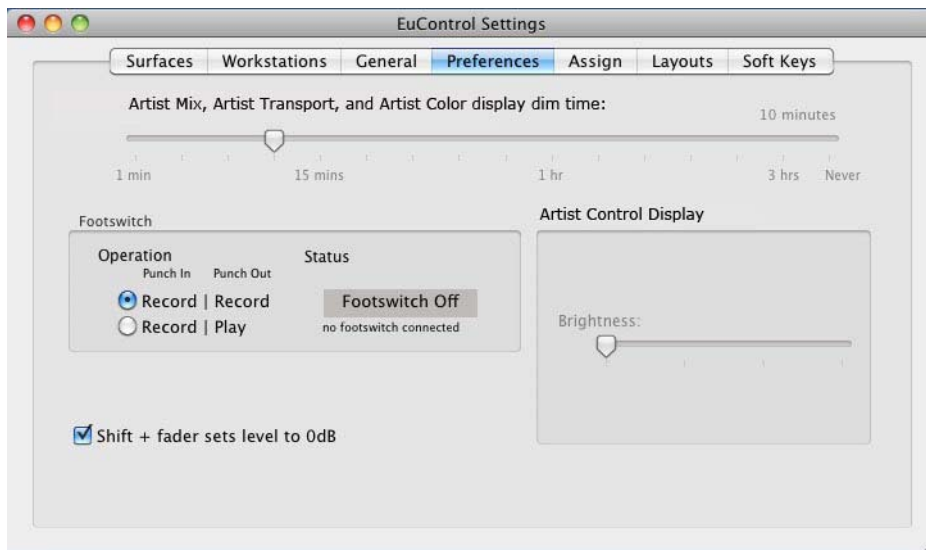 EuControl Settings
Surfaces Workstations General Preferences Assign Layouts Soft Keys
Artist Mix, Artist Transport, and Artist Color display dim time:
10 minutes
1 min 15 mins 1 hr 3 hrs Never
Footswitch
Operation Status
Punch In Punch Out
Record | Record
Footswitch Off
Record | Play
no footswitch connected
Artist Control Display
Brightness:
Shift + fader sets level to 0dB